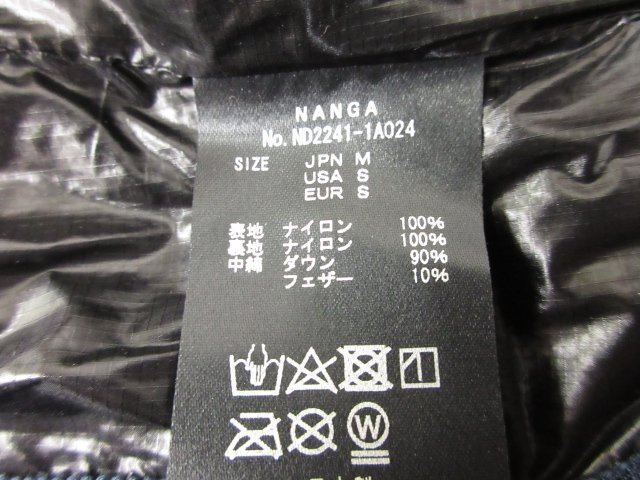 NANGA
No. ND2241-1A024
SIZE JPN M
USA S
EUR S
表地 ナイロン 100%
裏地 ナイロン 100%
中綿 ダウン 90%
フェザー 10%
W